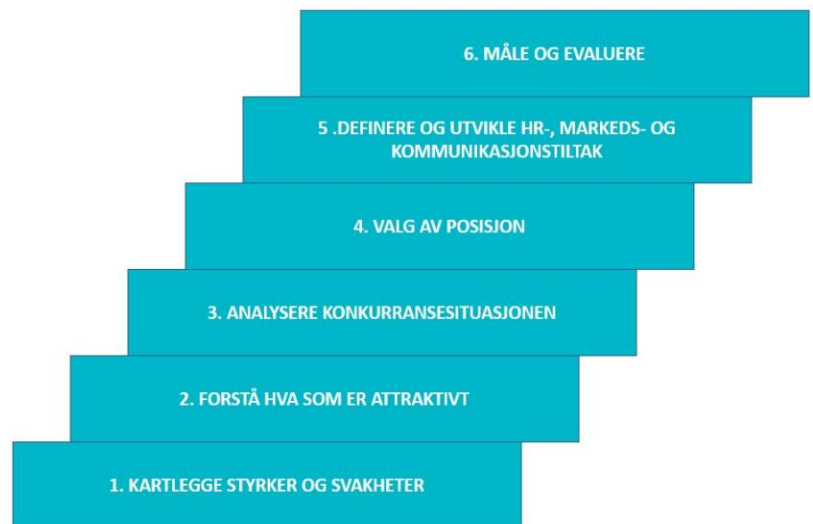 6. MÅLE OG EVALUERE
5 .DEFINERE OG UTVIKLE HR-, MARKEDS- OG
KOMMUNIKASJONSTILTAK
4. VALG AV POSISJON
3. ANALYSERE KONKURRANSESITUASJONEN
2. FORSTÅ HVA SOM ER ATTRAKTIVT
1. KARTLEGGE STYRKER OG SVAKHETER